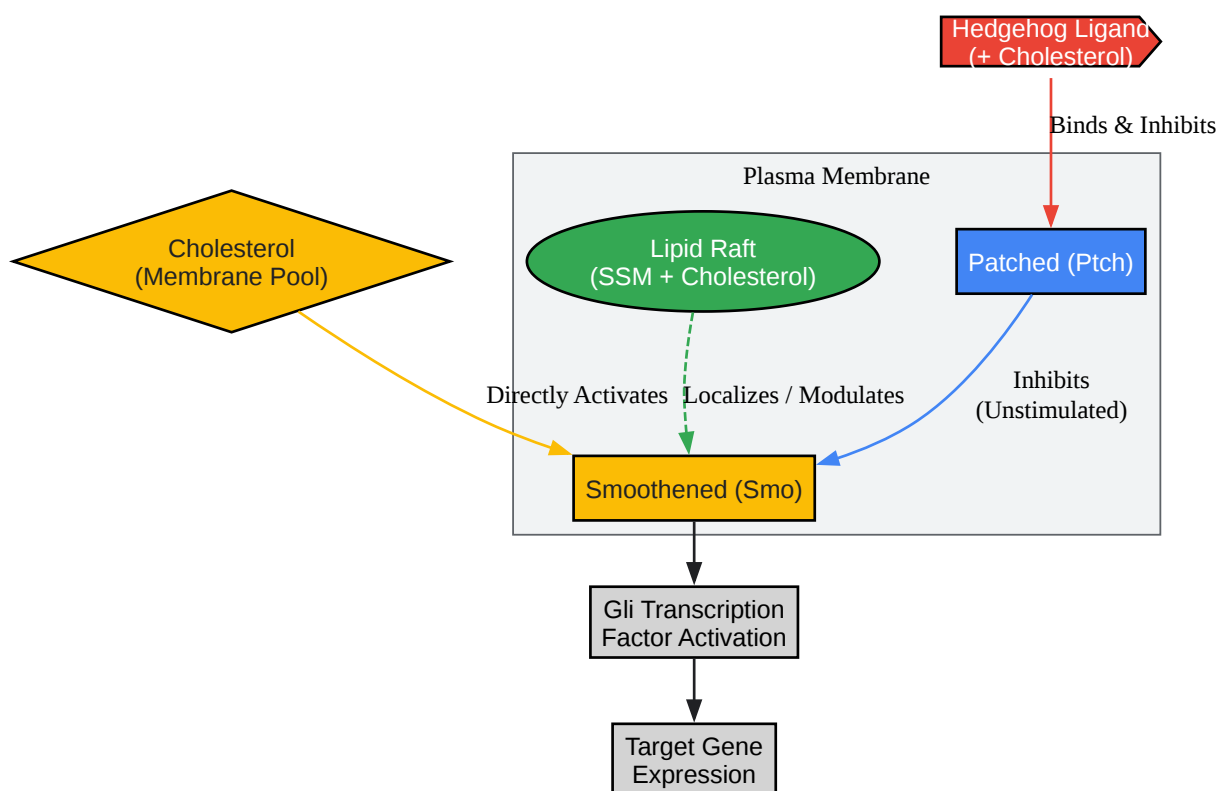 Hedgehog Ligand
(+ Cholesterol)
Binds & Inhibits
Plasma Membrane
Cholesterol
(Membrane Pool)
Lipid Raft
(SSM + Cholesterol)
Patched (Ptch)
Directly Activates
Localizes / Modulates
Inhibits
(Unstimulated)
Smoothened (Smo)
Gli Transcription
Factor Activation
Target Gene
Expression